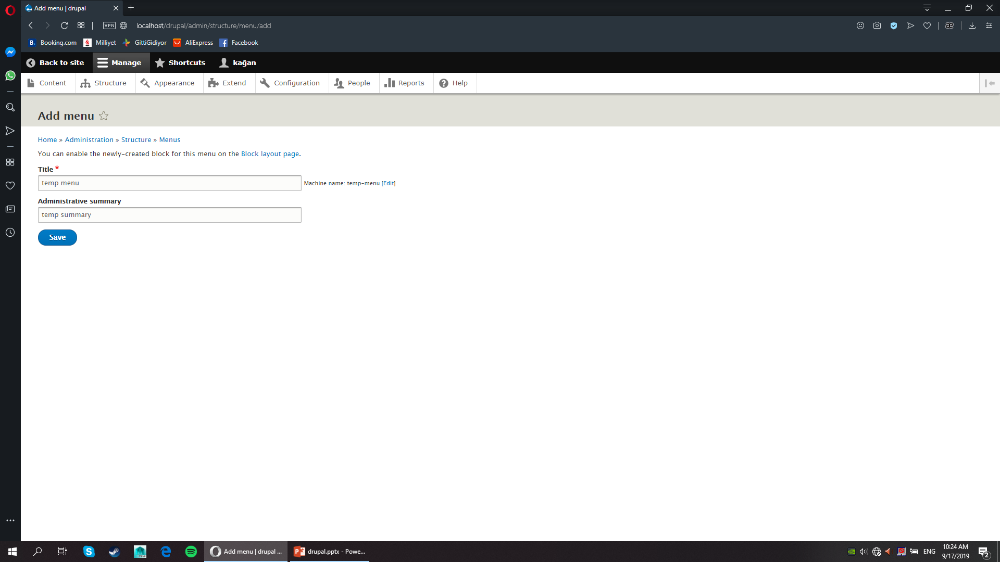 Add menu | drupal
VPN localhost/drupal/admin/structure/menu/add
B. Booking.com Milliyet GittiGidiyor AliExpress Facebook
Back to site Manage Shortcuts kağan
Content Structure Appearance Extend Configuration People Reports Help
Add menu
Home » Administration » Structure » Menus
You can enable the newly-created block for this menu on the Block layout page.
Title *
temp menu Machine name: temp-menu [Edit]
Administrative summary
temp summary
Save
Add menu | drupal ... drupal.pptx - Powe... ENG 10:24 AM
9/17/2019 2